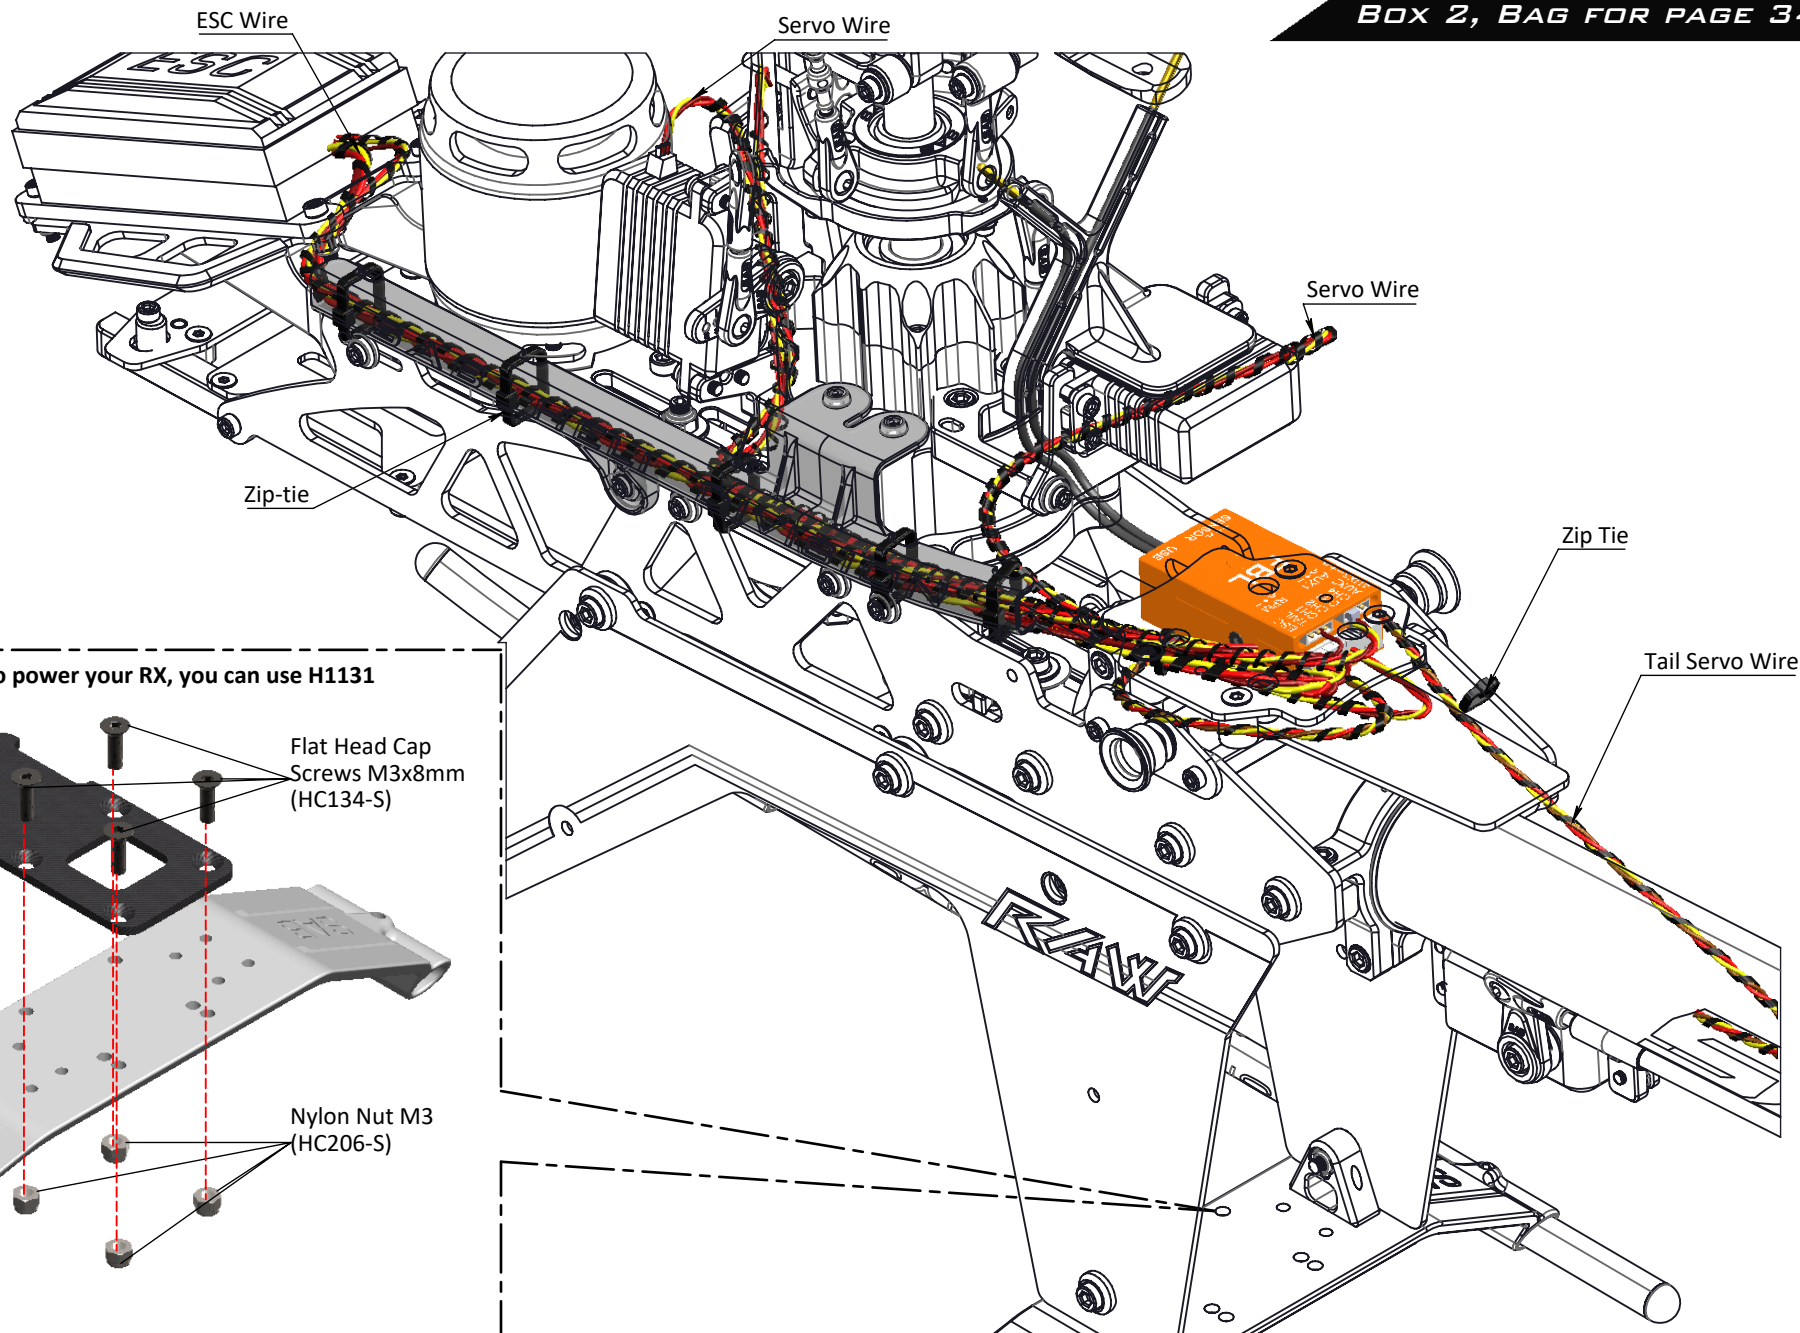 BOX 2, BAG FOR PAGE 34
ESC Wire
Servo Wire
ESC
Servo Wire
Zip-tie
Zip Tie
Tail Servo Wire
power your RX, you can use H1131
Flat Head Cap
Screws M3x8mm
(HC134-S)
RAW
Nylon Nut M3
(HC206-S)